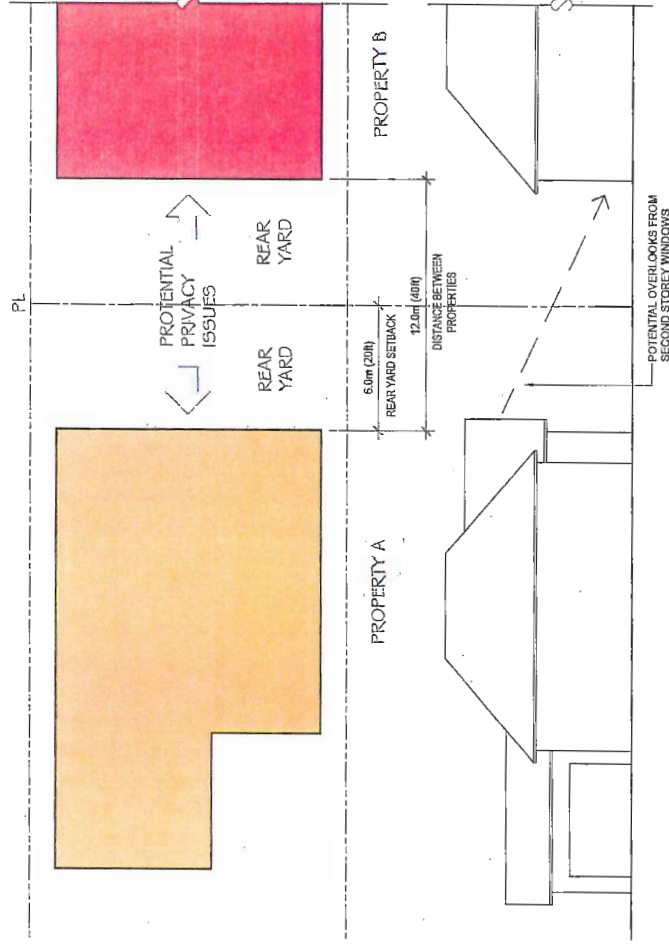 PL
PROTENTIAL
PRIVACY
ISSUES
REAR
YARD
REAR
YARD
PROPERTY A
PROPERTY B
6.0m (20ft)
REAR YARD SETBACK
12.0m (40ft)
DISTANCE BETWEEN
PROPERTIES
POTENTIAL OVERLOOKS FROM
SECOND STOREY WINDOWS